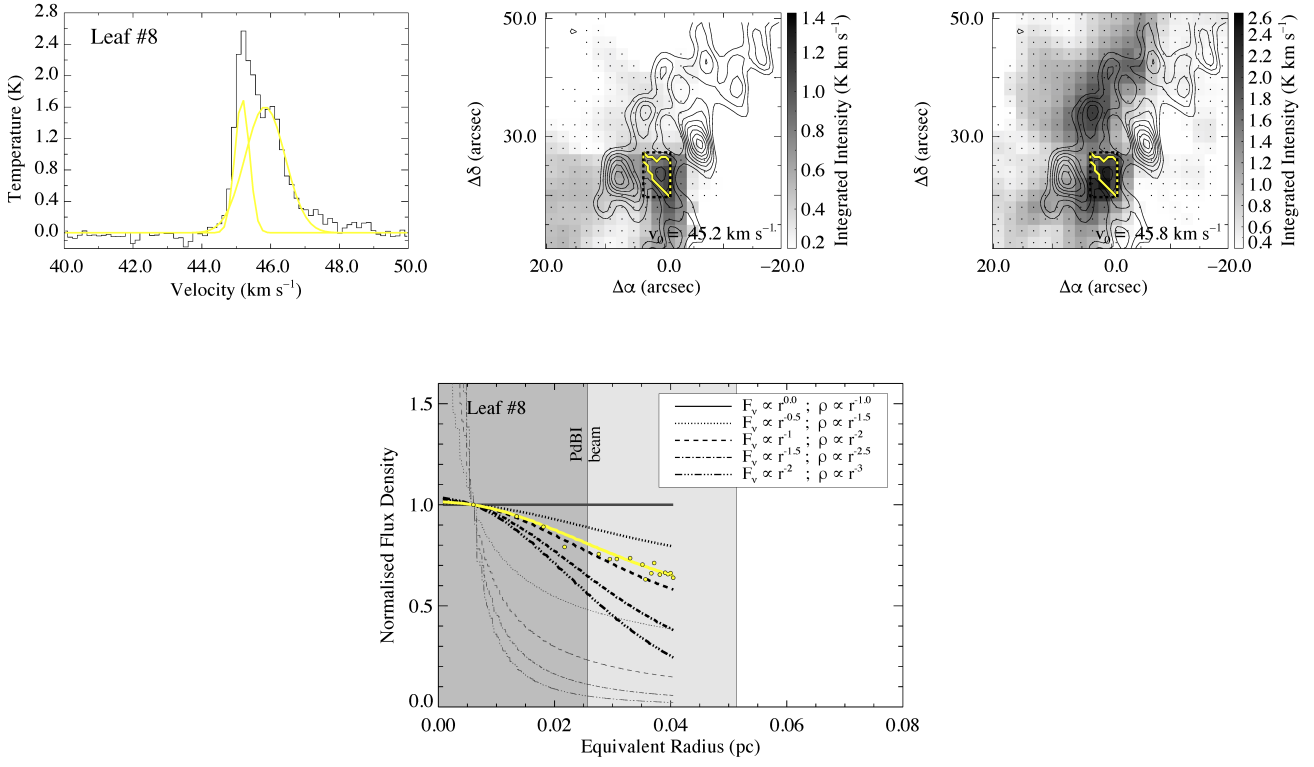 Leaf #8
Temperature (K)
2.8
2.4
2.0
1.6
1.2
0.8
0.4
0.0
40.0 42.0 44.0 46.0 48.0 50.0
Velocity (km s⁻¹)
Δδ (arcsec)
50.0
30.0
v₀ = 45.2 km s⁻¹
20.0 0.0 −20.0
Δα (arcsec)
1.4
1.2
1.0
0.8
0.6
0.4
0.2
Integrated Intensity (K km s⁻¹)
Δδ (arcsec)
50.0
30.0
v₀ = 45.8 km s⁻¹
20.0 0.0 −20.0
Δα (arcsec)
2.6
2.4
2.2
2.0
1.8
1.6
1.4
1.2
1.0
0.8
0.6
0.4
Integrated Intensity (K km s⁻¹)
Leaf #8
PdBI
beam
F_ν ∝ r^0.0 ; ρ ∝ r^-1.0
F_ν ∝ r^-0.5 ; ρ ∝ r^-1.5
F_ν ∝ r^-1 ; ρ ∝ r^-2
F_ν ∝ r^-1.5 ; ρ ∝ r^-2.5
F_ν ∝ r^-2 ; ρ ∝ r^-3
Normalised Flux Density
1.5
1.0
0.5
0.0
0.00 0.02 0.04 0.06 0.08
Equivalent Radius (pc)